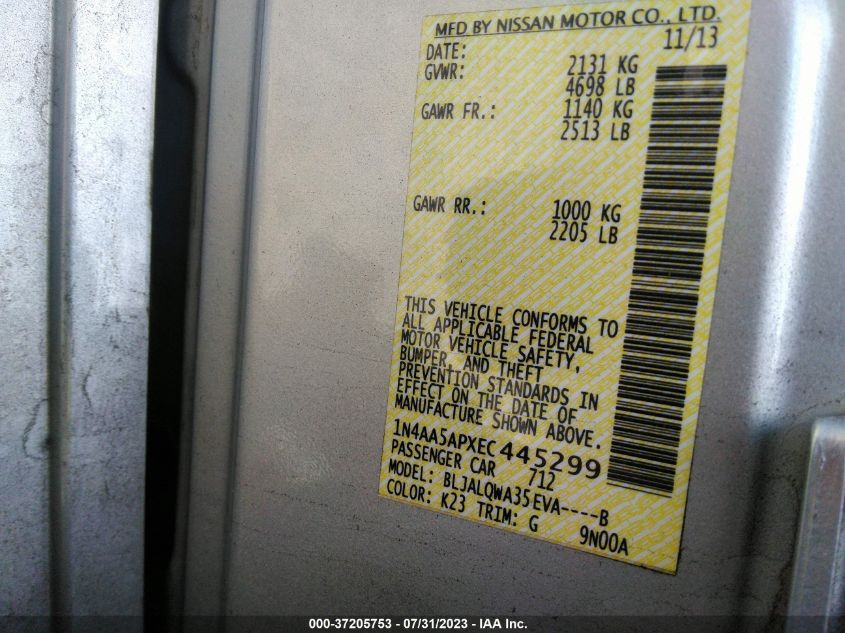 MFD BY NISSAN MOTOR CO., LTD.
DATE: 11/13
GVWR: 2131 KG
4698 LB
GAWR FR.: 1140 KG
2513 LB
GAWR RR.: 1000 KG
2205 LB
THIS VEHICLE CONFORMS TO
ALL APPLICABLE FEDERAL
MOTOR VEHICLE SAFETY,
BUMPER, AND THEFT
PREVENTION STANDARDS IN
EFFECT ON THE DATE OF
MANUFACTURE SHOWN ABOVE.
1N4AA5APXEC445299
PASSENGER CAR 712
MODEL: BLJALQWA35EVA----B
COLOR: K23 TRIM: G 9N00A
000-37205753 - 07/31/2023 - IAA Inc.